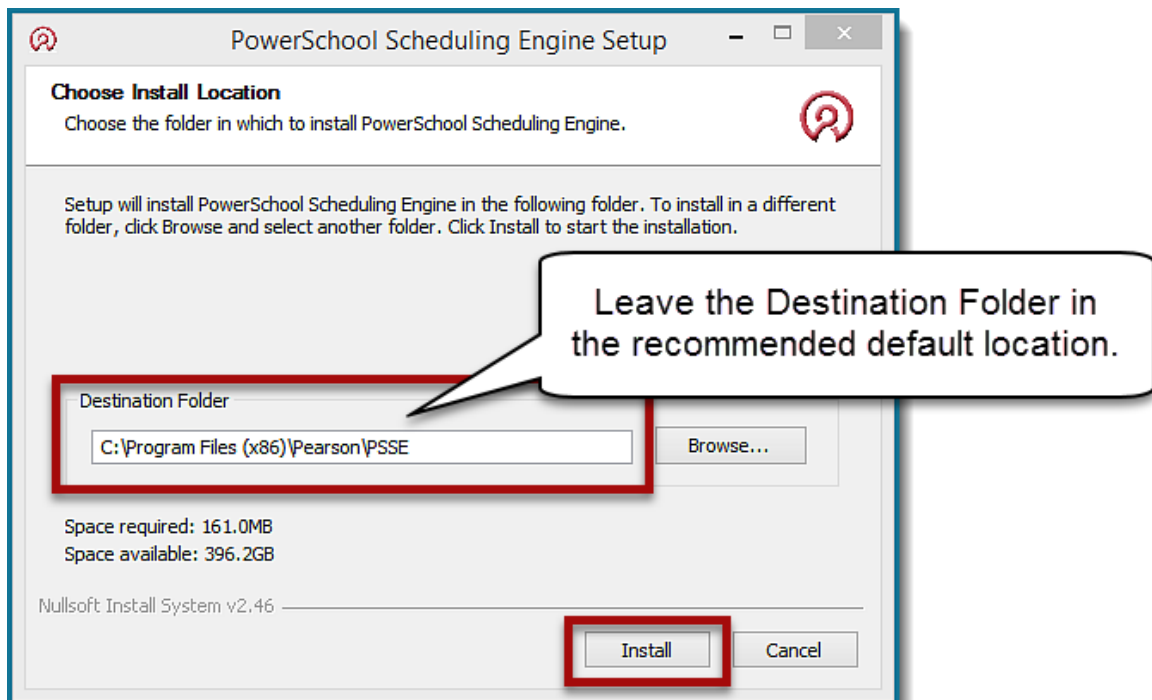 PowerSchool Scheduling Engine Setup
Choose Install Location
Choose the folder in which to install PowerSchool Scheduling Engine.
Setup will install PowerSchool Scheduling Engine in the following folder. To install in a different
folder, click Browse and select another folder. Click Install to start the installation.
Leave the Destination Folder in
the recommended default location.
Destination Folder
C:\Program Files (x86)\Pearson\PSSE
Browse...
Space required: 161.0MB
Space available: 396.2GB
Nullsoft Install System v2.46
Install
Cancel